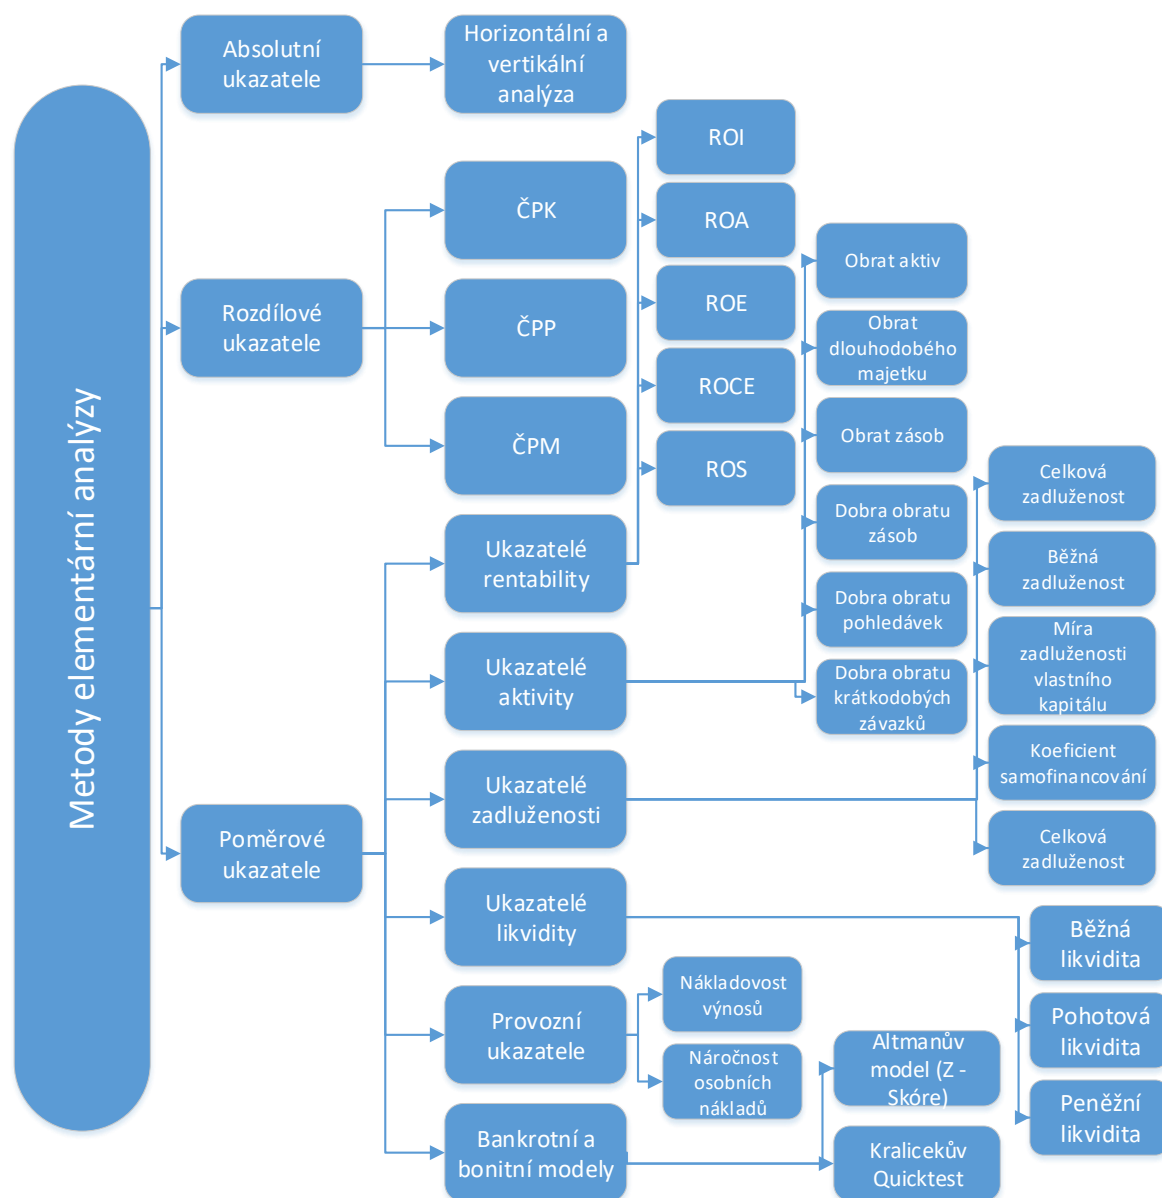 Metody elementární analýzy
Absolutní
ukazatele
Horizontální a
vertikální
analýza
Rozdílové
ukazatele
ČPK
ČPP
ČPM
Poměrové
ukazatele
Ukazatelé
rentability
ROI
ROA
ROE
ROCE
ROS
Ukazatelé
aktivity
Obrat aktiv
Obrat
dlouhodobého
majetku
Obrat zásob
Dobra obratu
zásob
Dobra obratu
pohledávek
Dobra obratu
krátkodobých
závazků
Ukazatelé
zadluženosti
Celková
zadluženost
Běžná
zadluženost
Míra
zadluženosti
vlastního
kapitálu
Koeficient
samofinancování
Celková
zadluženost
Ukazatelé
likvidity
Běžná
likvidita
Pohotová
likvidita
Peněžní
likvidita
Provozní
ukazatele
Nákladovost
výnosů
Náročnost
osobních
nákladů
Bankrotní a
bonitní modely
Altmanův
model (Z -
Skóre)
Kralicekův
Quicktest